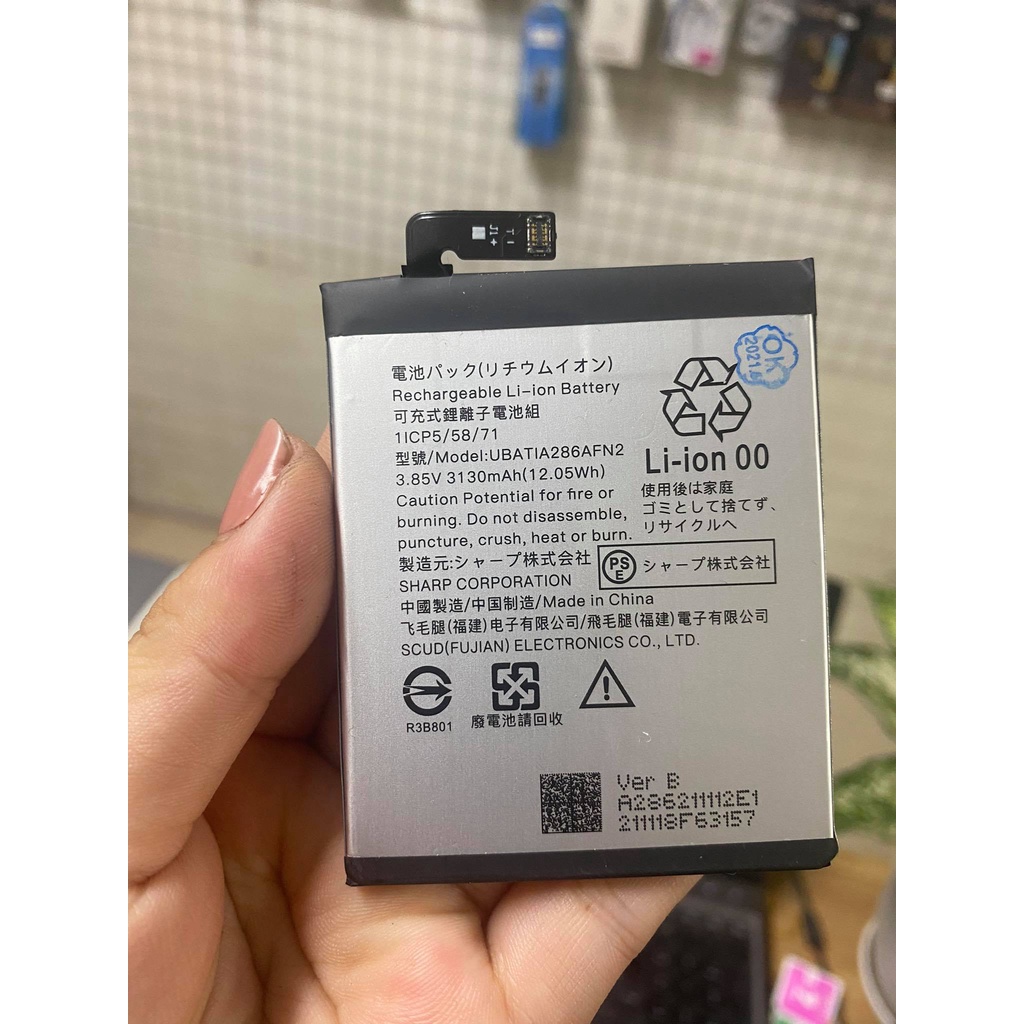 T -
J1 +
電池パック(リチウムイオン)
Rechargeable Li-ion Battery
可充式鋰離子電池組
1ICP5/58/71
型號/Model:UBATIA286AFN2
3.85V 3130mAh(12.05Wh)
Caution Potential for fire or
burning. Do not disassemble,
puncture, crush, heat or burn.
製造元:シャープ株式会社
SHARP CORPORATION
中國製造/中国制造/Made in China
飞毛腿(福建)电子有限公司/飛毛腿(福建)電子有限公司
SCUD(FUJIAN) ELECTRONICS CO., LTD.
OK
Li-ion 00
使用後は家庭
ゴミとして捨てず、
リサイクルへ
PS
E
シャープ株式会社
R3B801
廢電池請回收
Ver B
A286211112E1
211118F63157